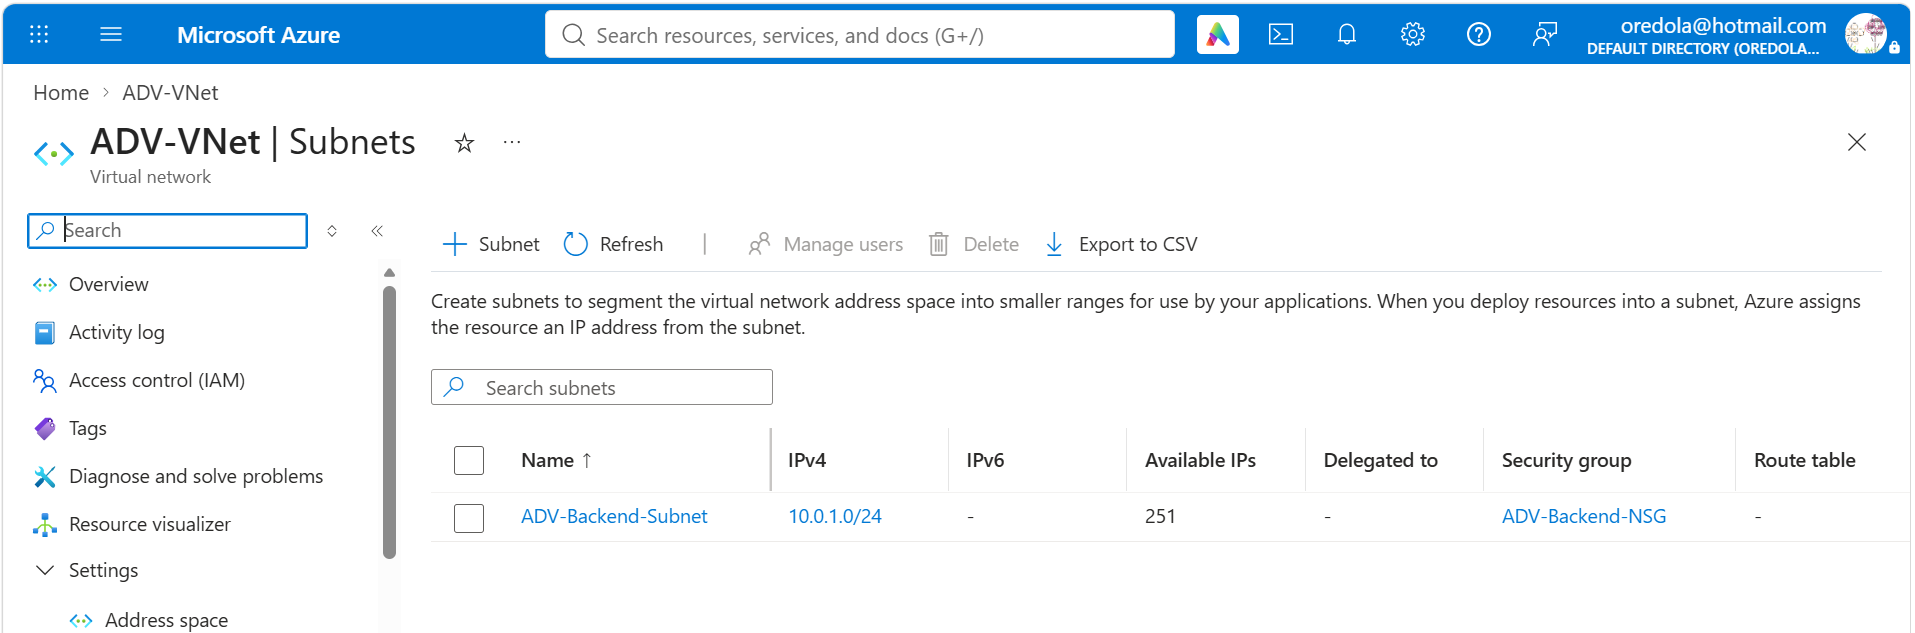 Microsoft Azure
Search resources, services, and docs (G+/)
oredola@hotmail.com
DEFAULT DIRECTORY (OREDOLA...
Home > ADV-VNet
ADV-VNet | Subnets
Virtual network
Search
Overview
Activity log
Access control (IAM)
Tags
Diagnose and solve problems
Resource visualizer
Settings
Address space
Subnet Refresh Manage users Delete Export to CSV
Create subnets to segment the virtual network address space into smaller ranges for use by your applications. When you deploy resources into a subnet, Azure assigns
the resource an IP address from the subnet.
Search subnets
Name ↑ IPv4 IPv6 Available IPs Delegated to Security group Route table
ADV-Backend-Subnet 10.0.1.0/24 - 251 - ADV-Backend-NSG -